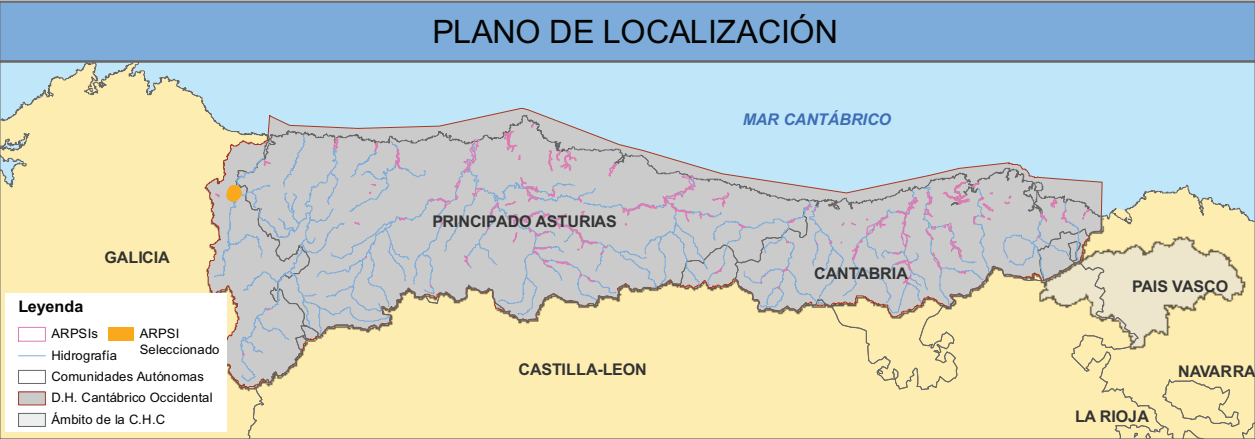 PLANO DE LOCALIZACIÓN
MAR CANTÁBRICO
PRINCIPADO ASTURIAS
GALICIA
CANTABRIA
PAIS VASCO
CASTILLA-LEON
NAVARRA
LA RIOJA
Leyenda
ARPSIs
ARPSI
Seleccionado
Hidrografía
Comunidades Autónomas
D.H. Cantábrico Occidental
Ámbito de la C.H.C